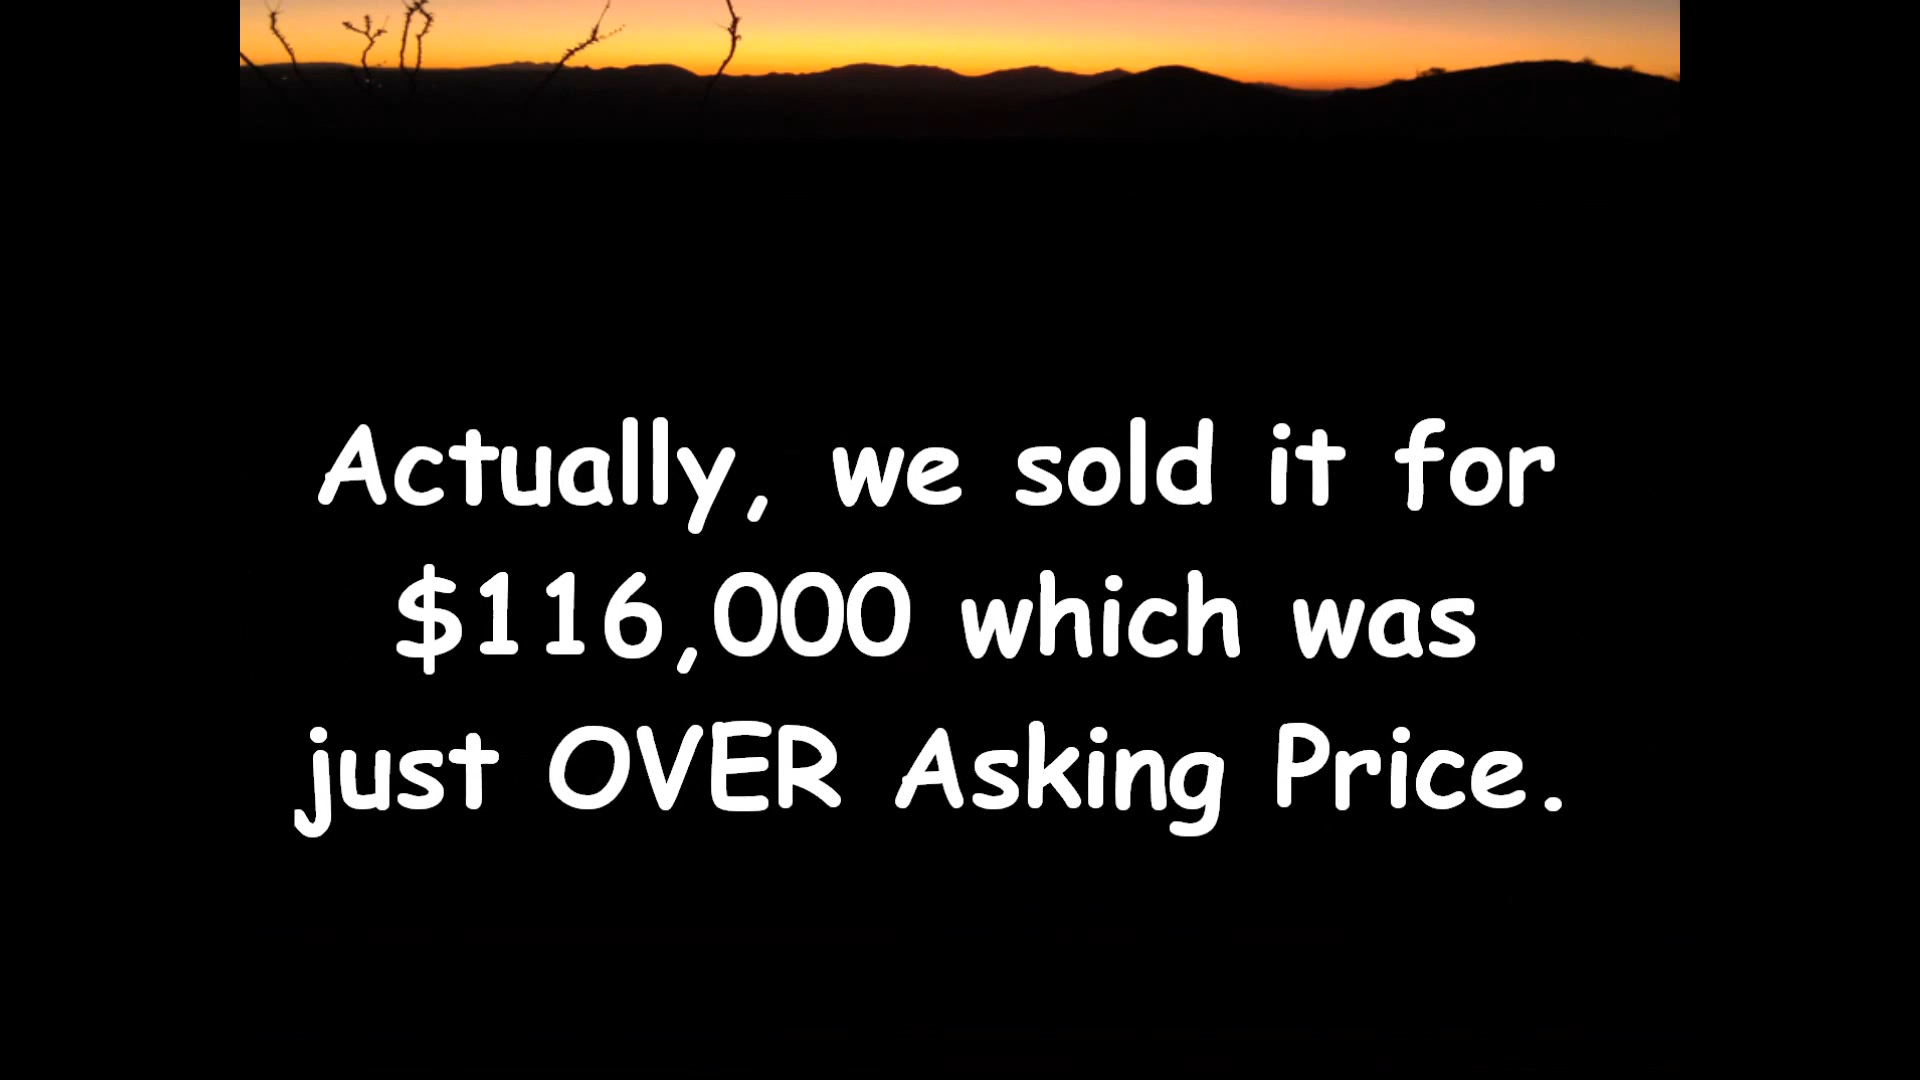 Actually, we sold it for
$116,000 which was
just OVER Asking Price.